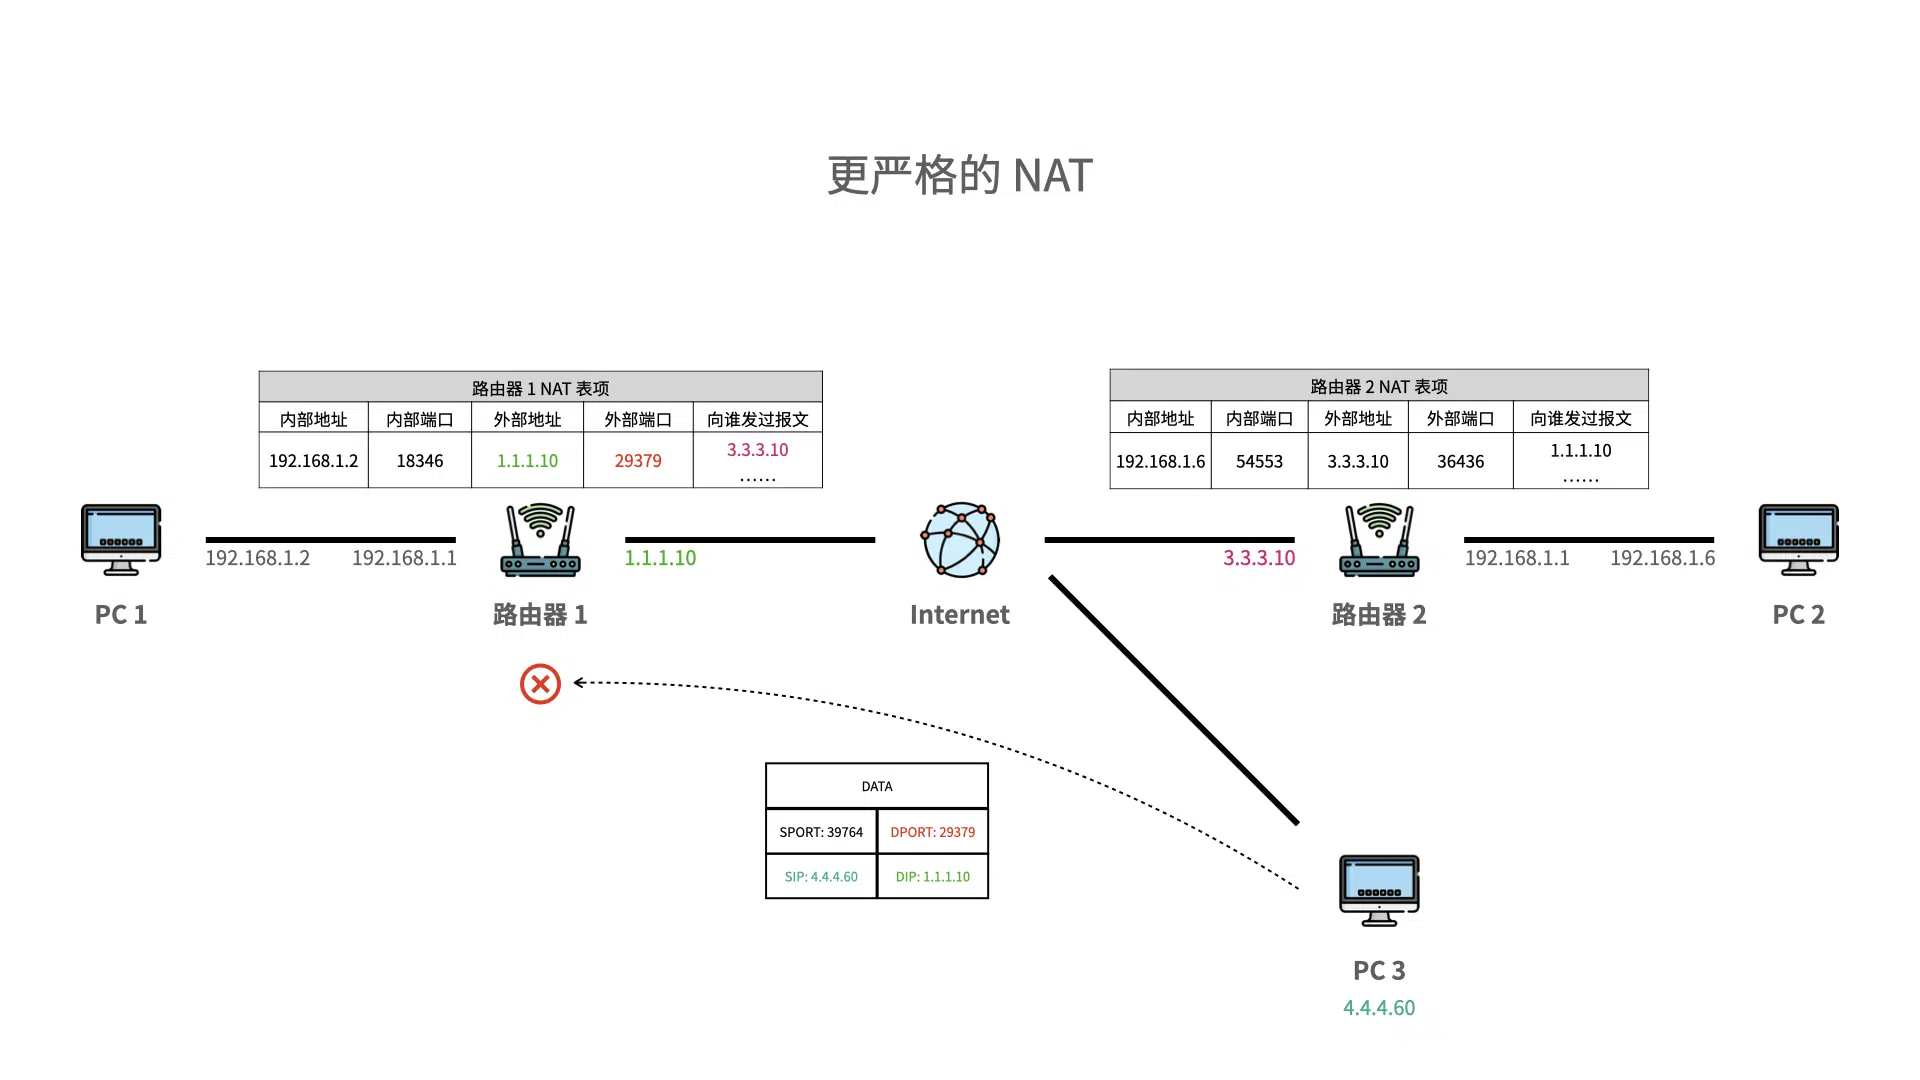 更严格的 NAT
路由器 1 NAT 表项
内部地址 内部端口 外部地址 外部端口 向谁发过报文
192.168.1.2 18346 1.1.1.10 29379 3.3.3.10
……
路由器 2 NAT 表项
内部地址 内部端口 外部地址 外部端口 向谁发过报文
192.168.1.6 54553 3.3.3.10 36436 1.1.1.10
……
192.168.1.2 192.168.1.1 1.1.1.10 3.3.3.10 192.168.1.1 192.168.1.6
PC 1 路由器 1 Internet 路由器 2 PC 2
DATA
SPORT: 39764 DPORT: 29379
SIP: 4.4.4.60 DIP: 1.1.1.10
PC 3
4.4.4.60